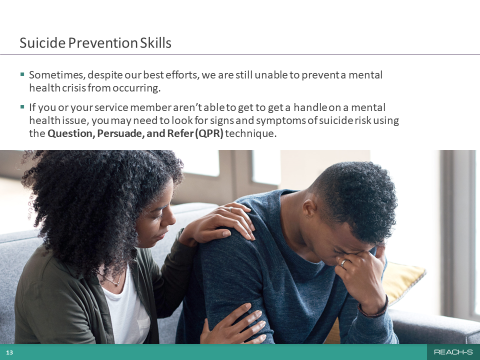 Suicide Prevention Skills
▪ Sometimes, despite our best efforts, we are still unable to prevent a mental
health crisis from occurring.
▪ If you or your service member aren't able to get to get a handle on a mental
health issue, you may need to look for signs and symptoms of suicide risk using
the Question, Persuade, and Refer (QPR) technique.
13
REACH-S